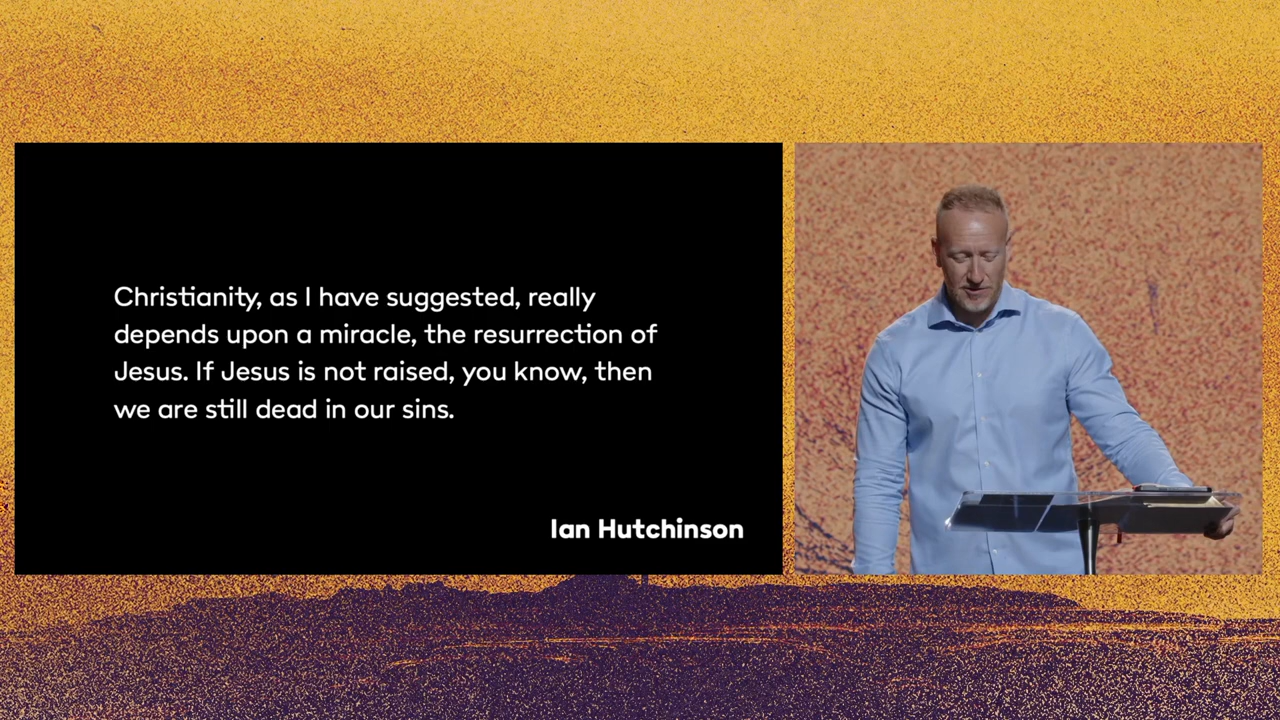 Christianity, as I have suggested, really
depends upon a miracle, the resurrection of
Jesus. If Jesus is not raised, you know, then
we are still dead in our sins.
Ian Hutchinson